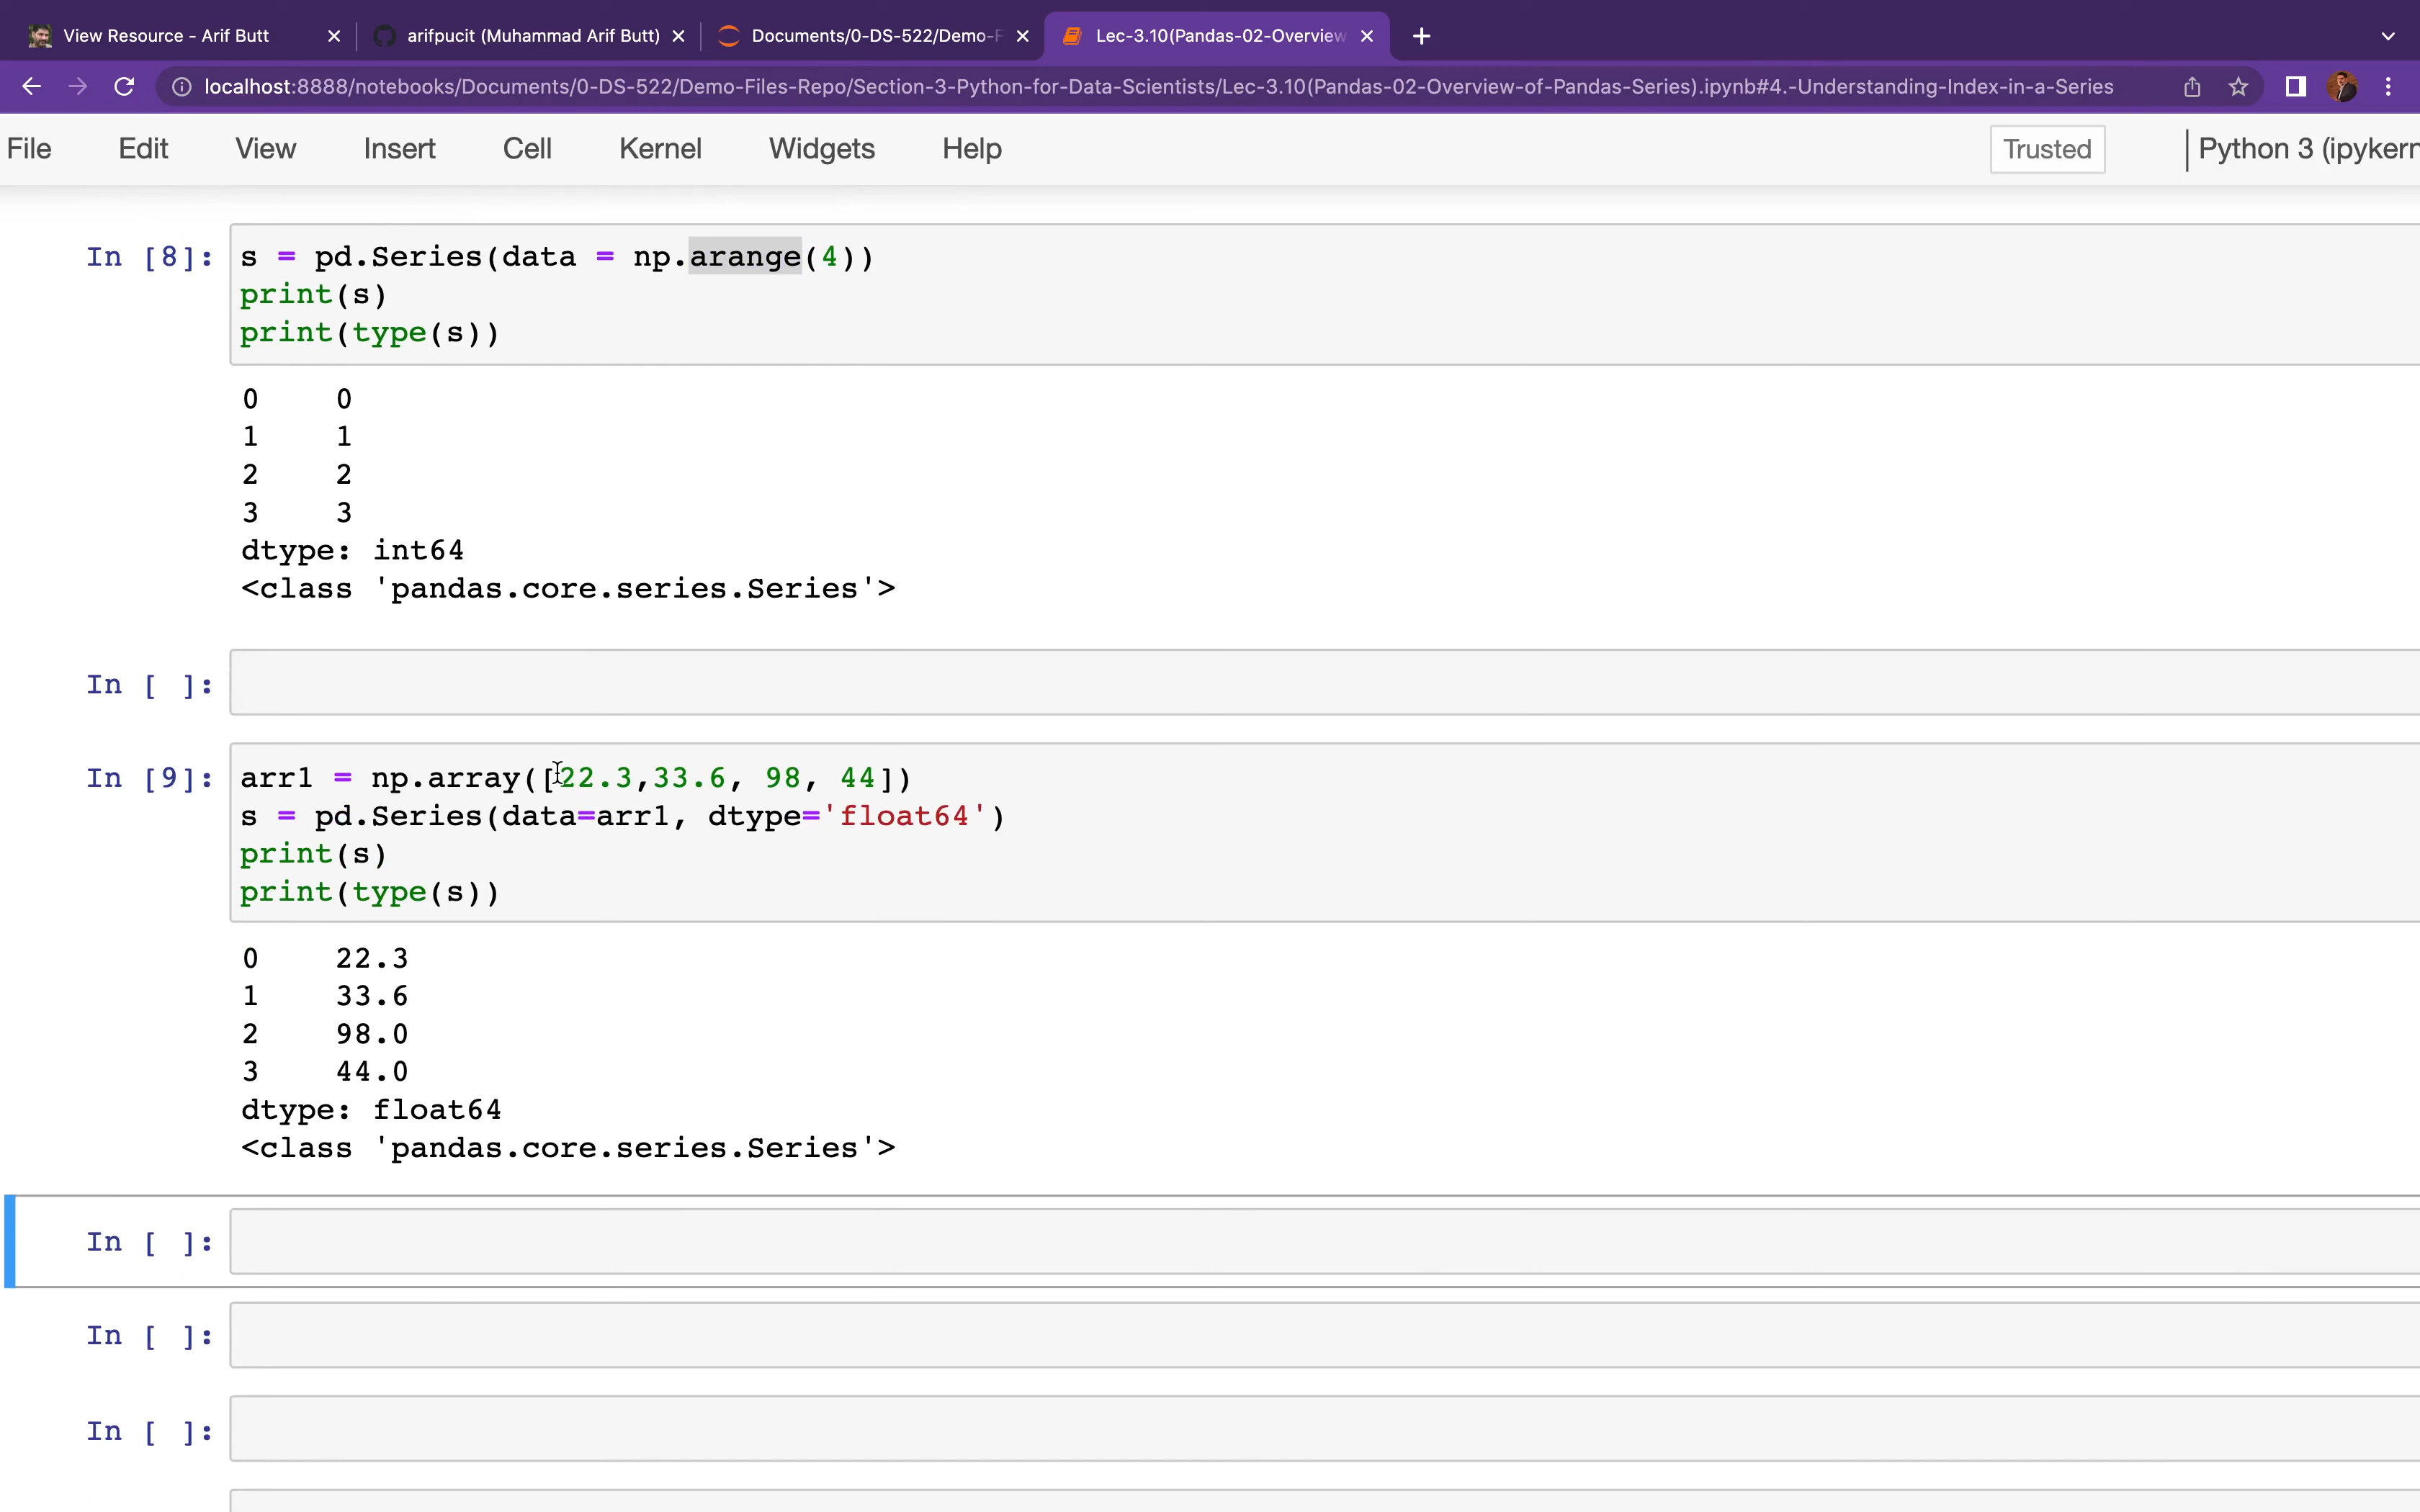 View Resource - Arif Butt
arifpucit (Muhammad Arif Butt)
Documents/0-DS-522/Demo-F
Lec-3.10(Pandas-02-Overview
localhost:8888/notebooks/Documents/0-DS-522/Demo-Files-Repo/Section-3-Python-for-Data-Scientists/Lec-3.10(Pandas-02-Overview-of-Pandas-Series).ipynb#4.-Understanding-Index-in-a-Series
File Edit View Insert Cell Kernel Widgets Help Trusted Python 3 (ipykern
In [8]: s = pd.Series(data = np.arange(4))
print(s)
print(type(s))
0 0
1 1
2 2
3 3
dtype: int64
<class 'pandas.core.series.Series'>
In [ ]:
In [9]: arr1 = np.array([22.3,33.6, 98, 44])
s = pd.Series(data=arr1, dtype='float64')
print(s)
print(type(s))
0 22.3
1 33.6
2 98.0
3 44.0
dtype: float64
<class 'pandas.core.series.Series'>
In [ ]:
In [ ]:
In [ ]: